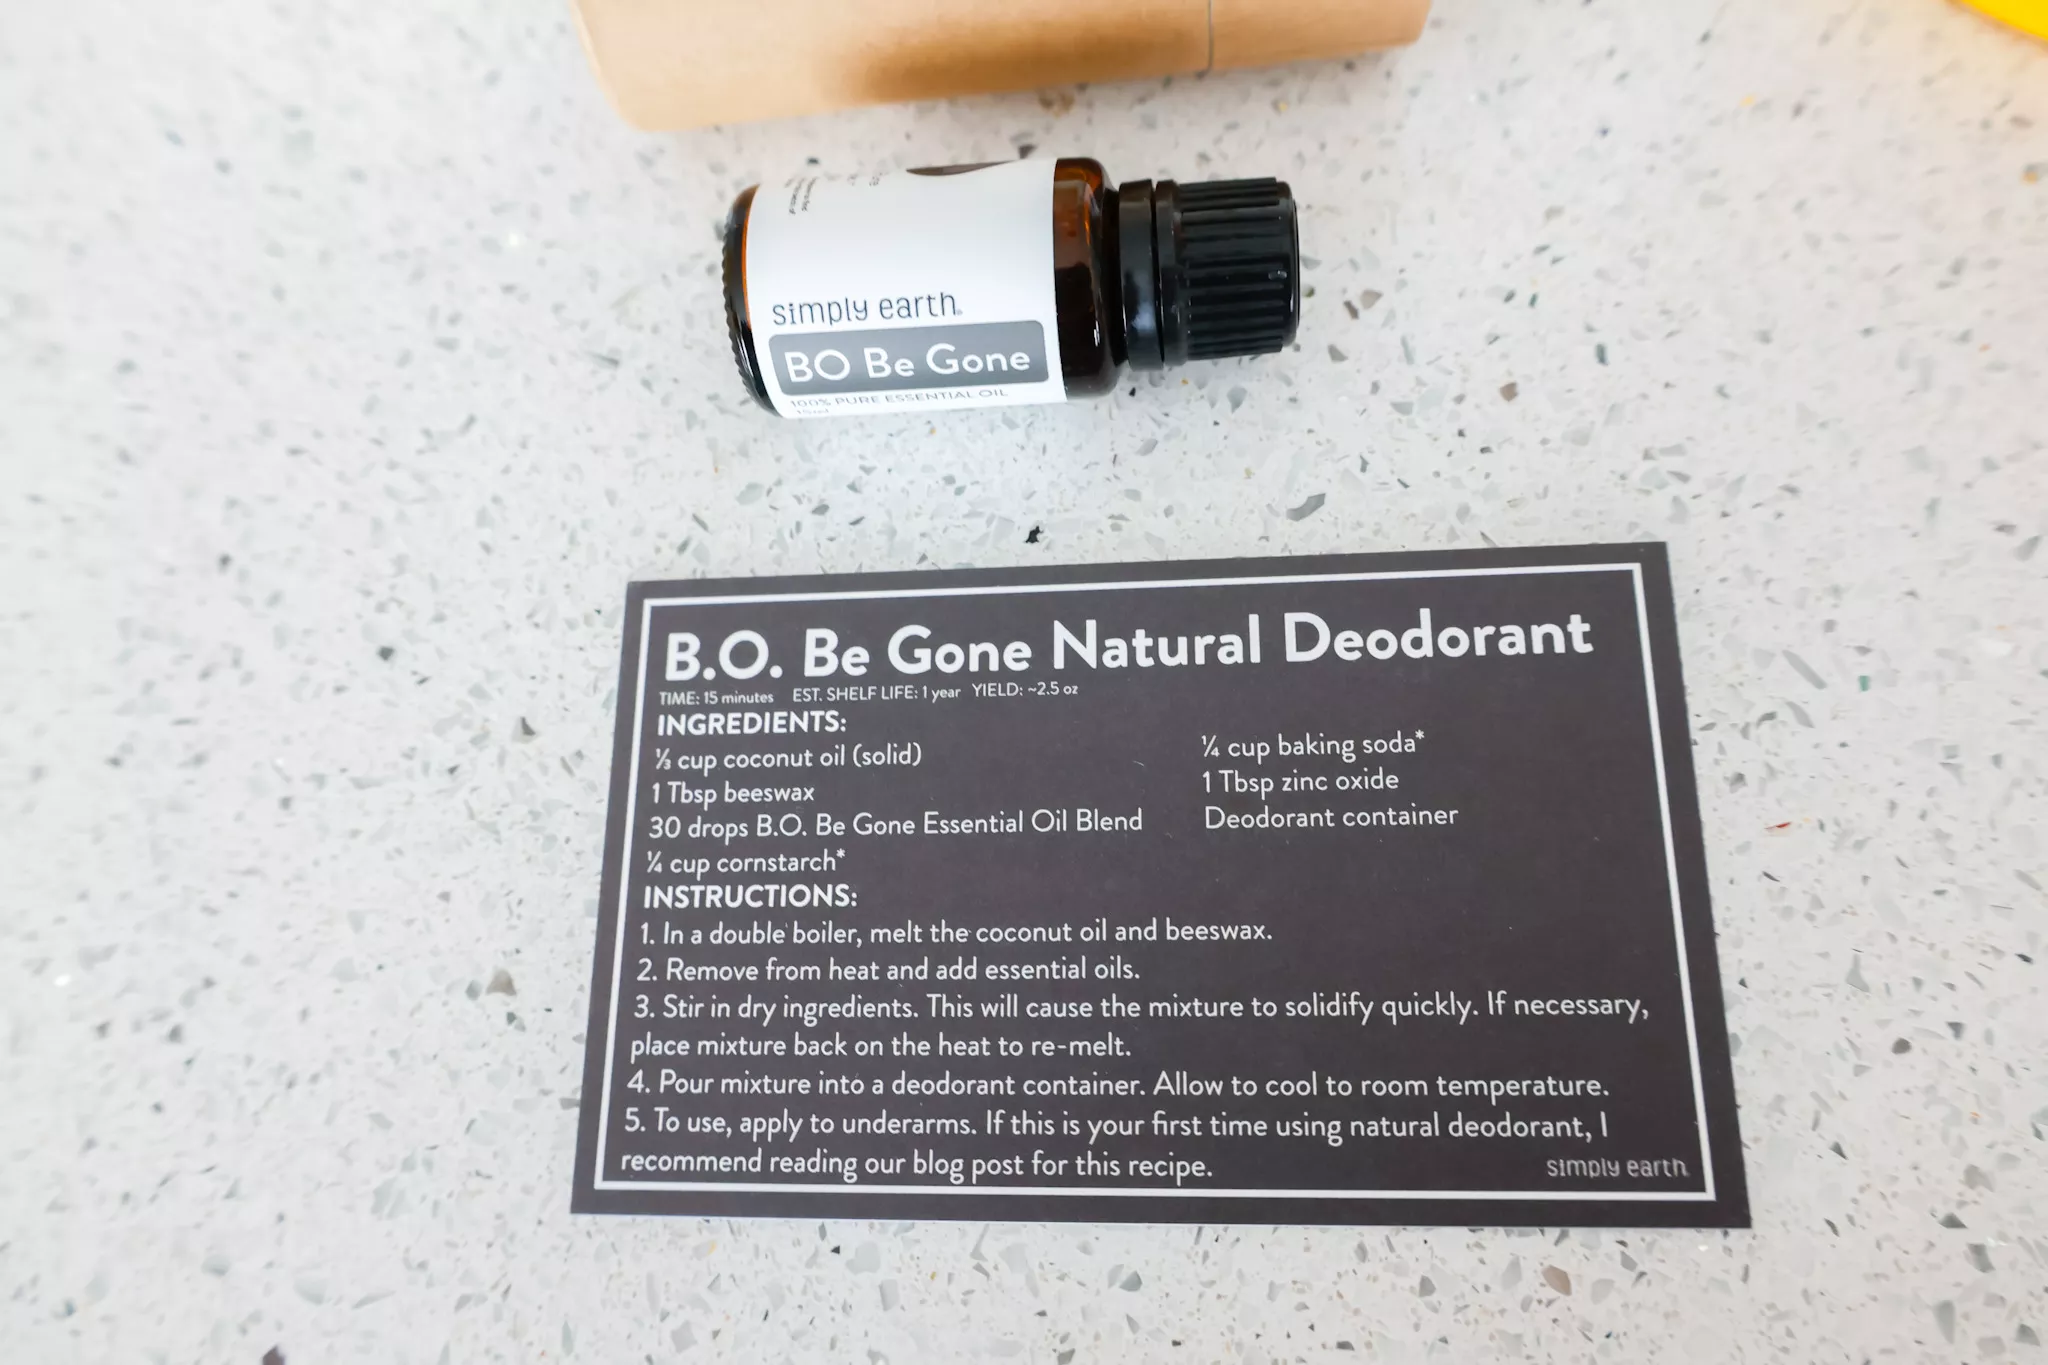 simply earth
BO Be Gone
100% PURE ESSENTIAL OIL
15ml
B.O. Be Gone Natural Deodorant
TIME: 15 minutes EST. SHELF LIFE: 1 year YIELD: ~2.5 oz
INGREDIENTS:
⅓ cup coconut oil (solid)
1 Tbsp beeswax
30 drops B.O. Be Gone Essential Oil Blend
¼ cup cornstarch*
¼ cup baking soda*
1 Tbsp zinc oxide
Deodorant container
INSTRUCTIONS:
1. In a double boiler, melt the coconut oil and beeswax.
2. Remove from heat and add essential oils.
3. Stir in dry ingredients. This will cause the mixture to solidify quickly. If necessary,
place mixture back on the heat to re-melt.
4. Pour mixture into a deodorant container. Allow to cool to room temperature.
5. To use, apply to underarms. If this is your first time using natural deodorant, I
recommend reading our blog post for this recipe.
simply earth